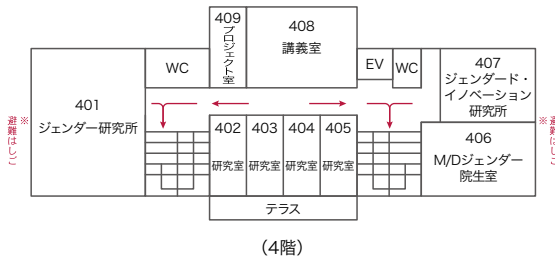 409
プロジェクト室
408
講義室
WC
EV
WC
407
ジェンダード・
イノベーション
研究所
401
ジェンダー研究所
※
避難はしご
402
研究室
403
研究室
404
研究室
405
研究室
406
M/Dジェンダー
院生室
※
避難はしご
テラス
（4階）